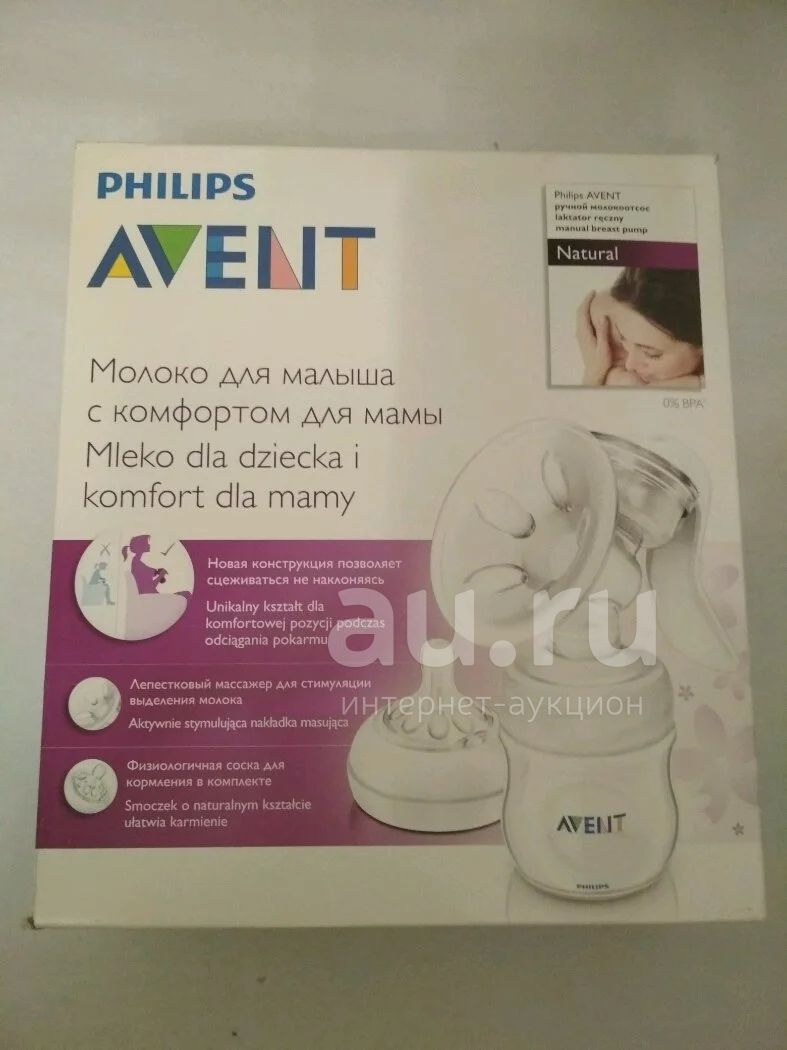 PHILIPS
AVENT
Philips AVENT
ручной молокоотсос
laktator ręczny
manual breast pump
Natural
0% BPA
Молоко для малыша
с комфортом для мамы
Mleko dla dziecka i
komfort dla mamy
Новая конструкция позволяет
сцеживаться не наклоняясь
Unikalny kształt dla
komfortowej pozycji podczas
odciągania pokarmu
Лепестковый массажер для стимуляции
выделения молока
Aktywnie stymulująca nakładka masująca
Физиологичная соска для
кормления в комплекте
Smoczek o naturalnym kształcie
ułatwia karmienie
au.ru
интернет-аукцион
AVENT
PHILIPS